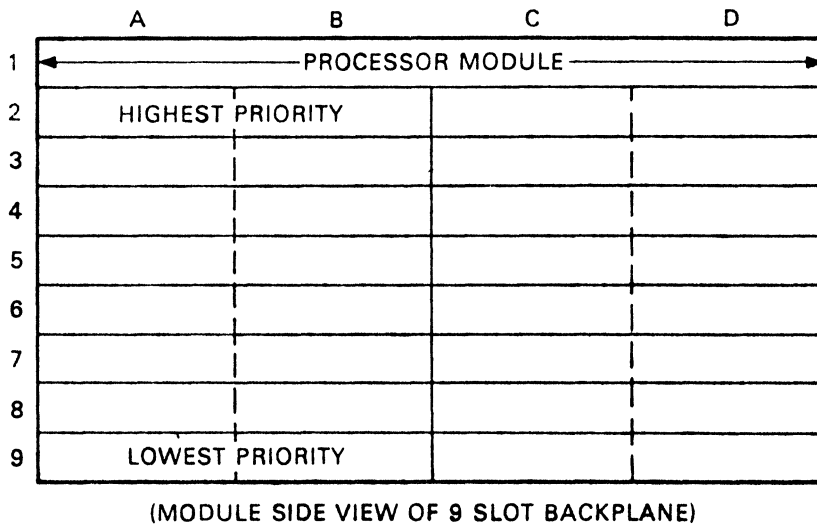 A B C D
1 PROCESSOR MODULE
2 HIGHEST PRIORITY
3
4
5
6
7
8
9 LOWEST PRIORITY
(MODULE SIDE VIEW OF 9 SLOT BACKPLANE)